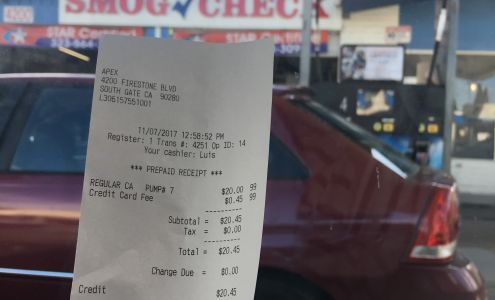 4200
SMOG CHECK
STAR
STAR
APEX
4200 FIRESTONE BLVD
SOUTH GATE CA 90280
L306157551001
11/07/2017 12:58:52 PM
Register: 1 Trans #: 4251 Op ID: 14
Your cashier: Luis
*** PREPAID RECEIPT ***
REGULAR CA PUMP# 7 $20.00 99
Credit Card Fee $0.45 99
----------
Subtotal = $20.45
Tax = $0.00
----------
Total = $20.45
Change Due = $0.00
Credit $20.45